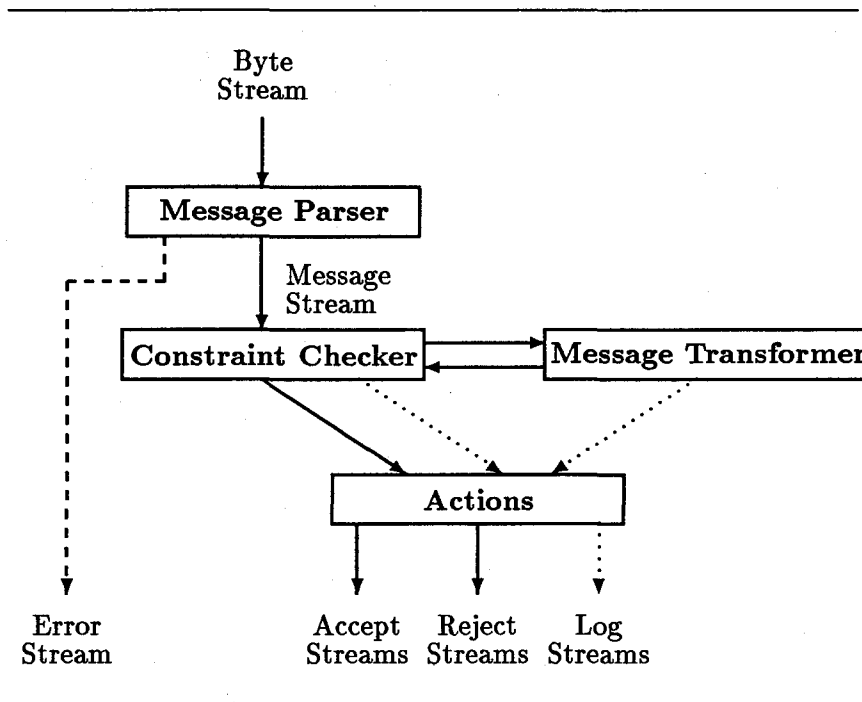 Byte
Stream
Message Parser
Message
Stream
Constraint Checker
Message Transformer
Actions
Error
Stream
Accept
Streams
Reject
Streams
Log
Streams